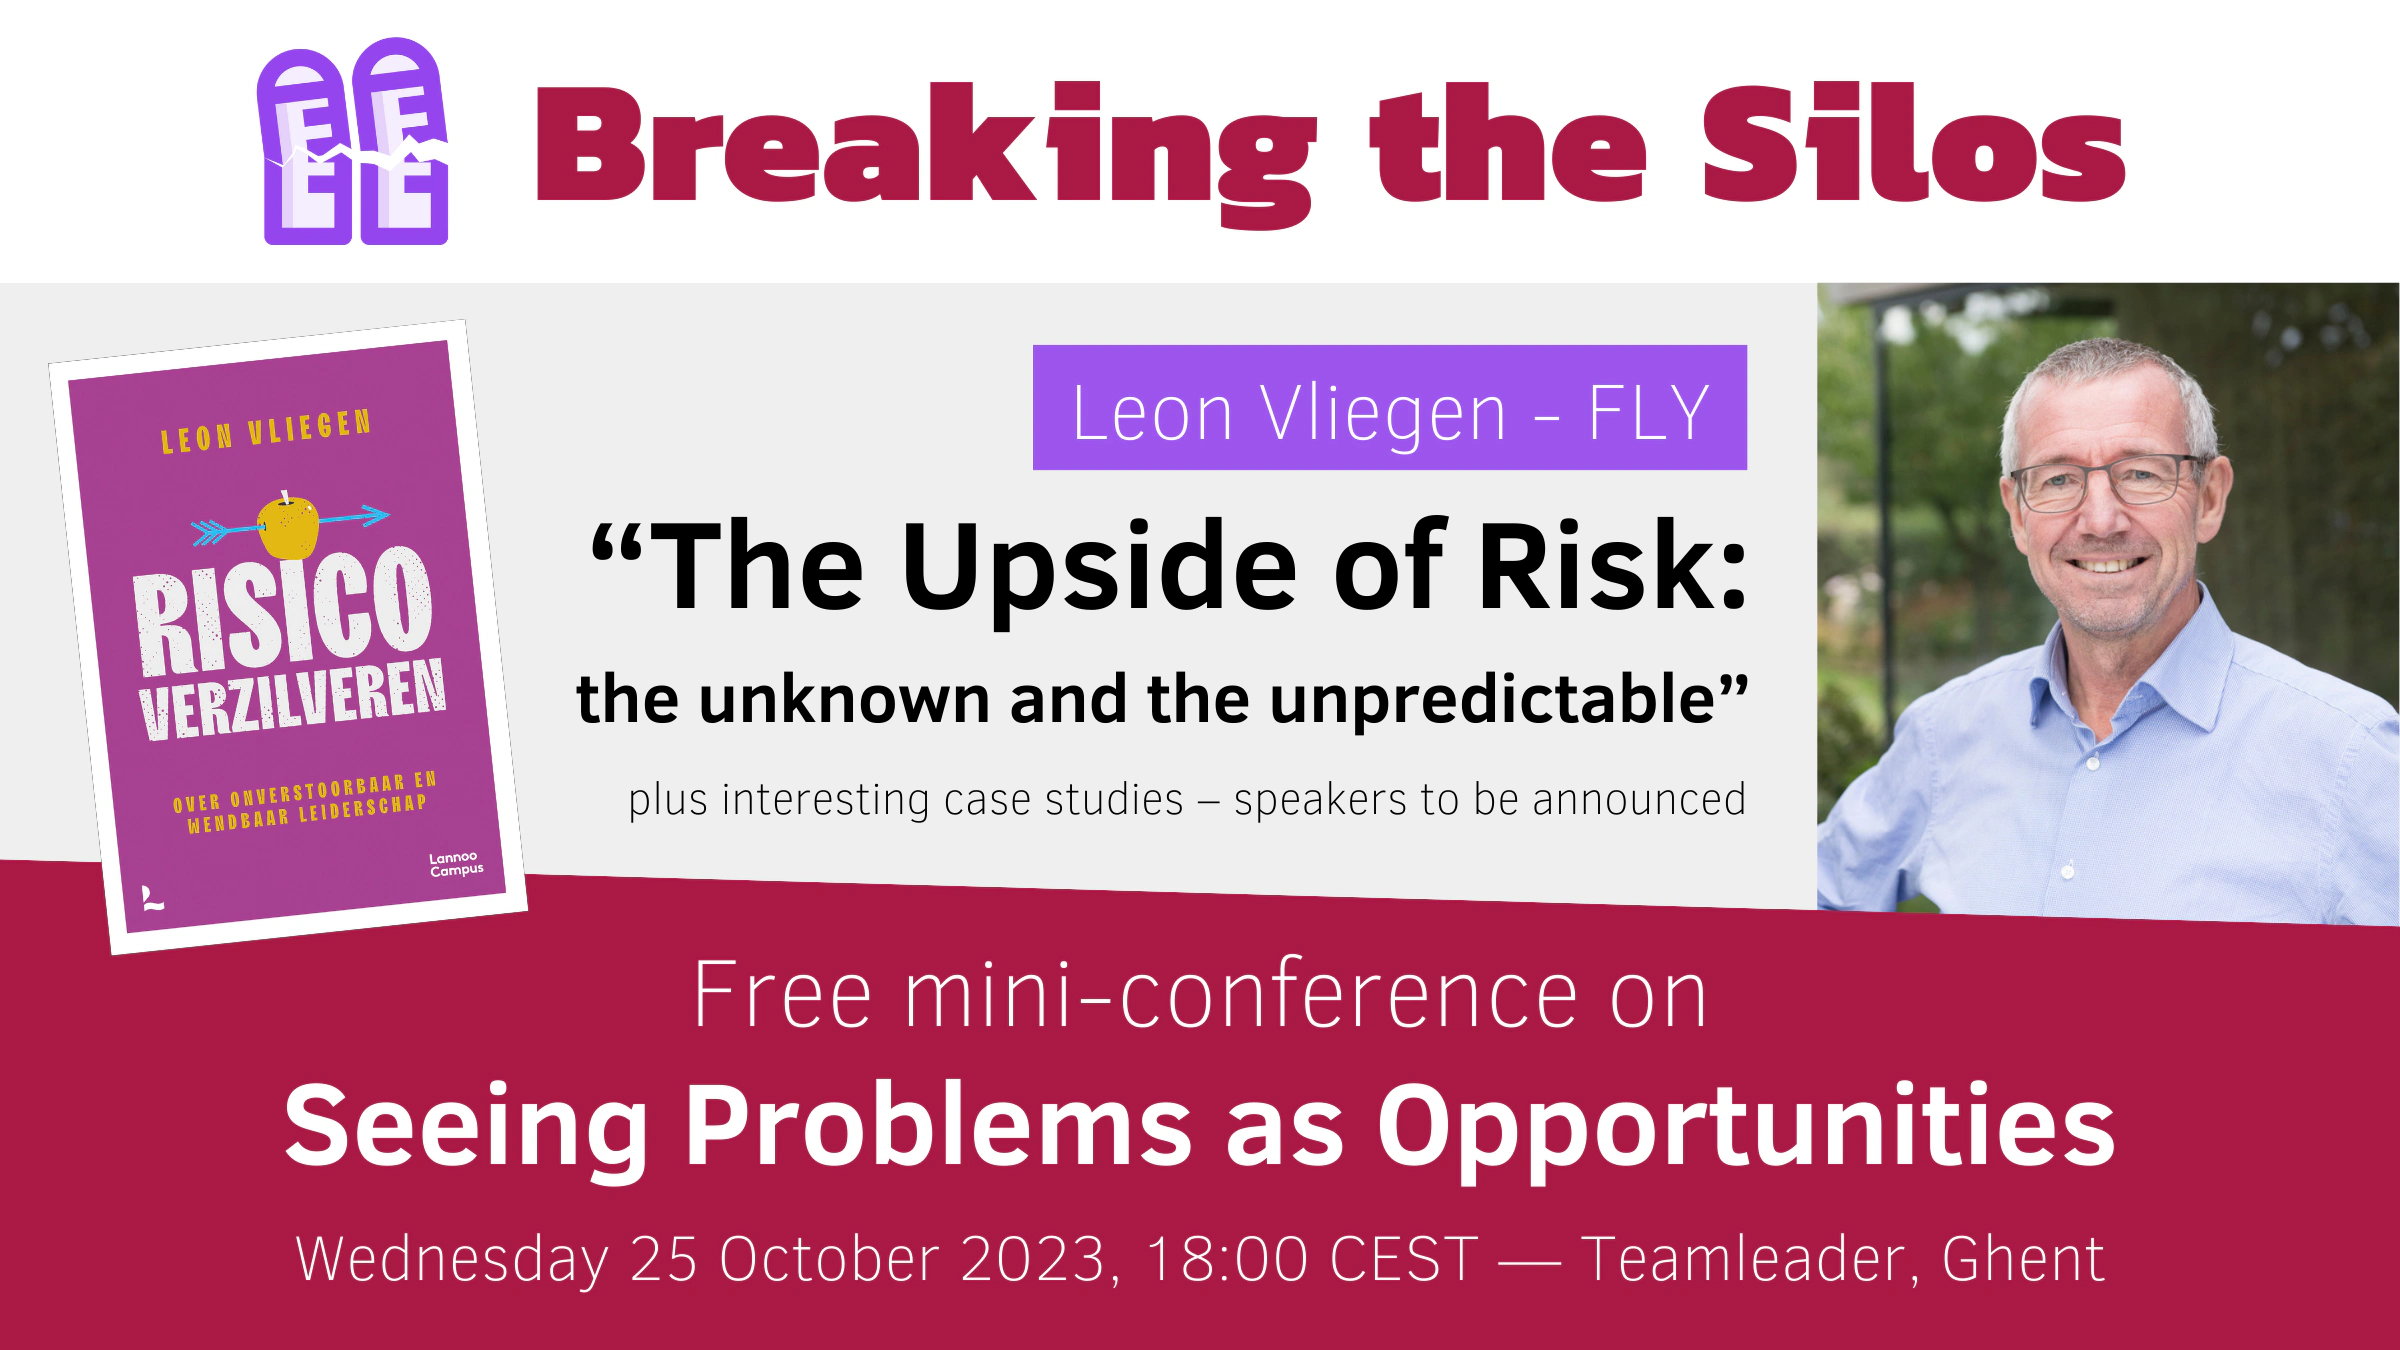 Breaking the Silos
LEON VLIEGEN
RISICO
VERZILVEREN
OVER ONVERSTOORBAAR EN
WENDBAAR LEIDERSCHAP
Lannoo
Campus
Leon Vliegen - FLY
“The Upside of Risk:
the unknown and the unpredictable”
plus interesting case studies – speakers to be announced
Free mini-conference on
Seeing Problems as Opportunities
Wednesday 25 October 2023, 18:00 CEST — Teamleader, Ghent